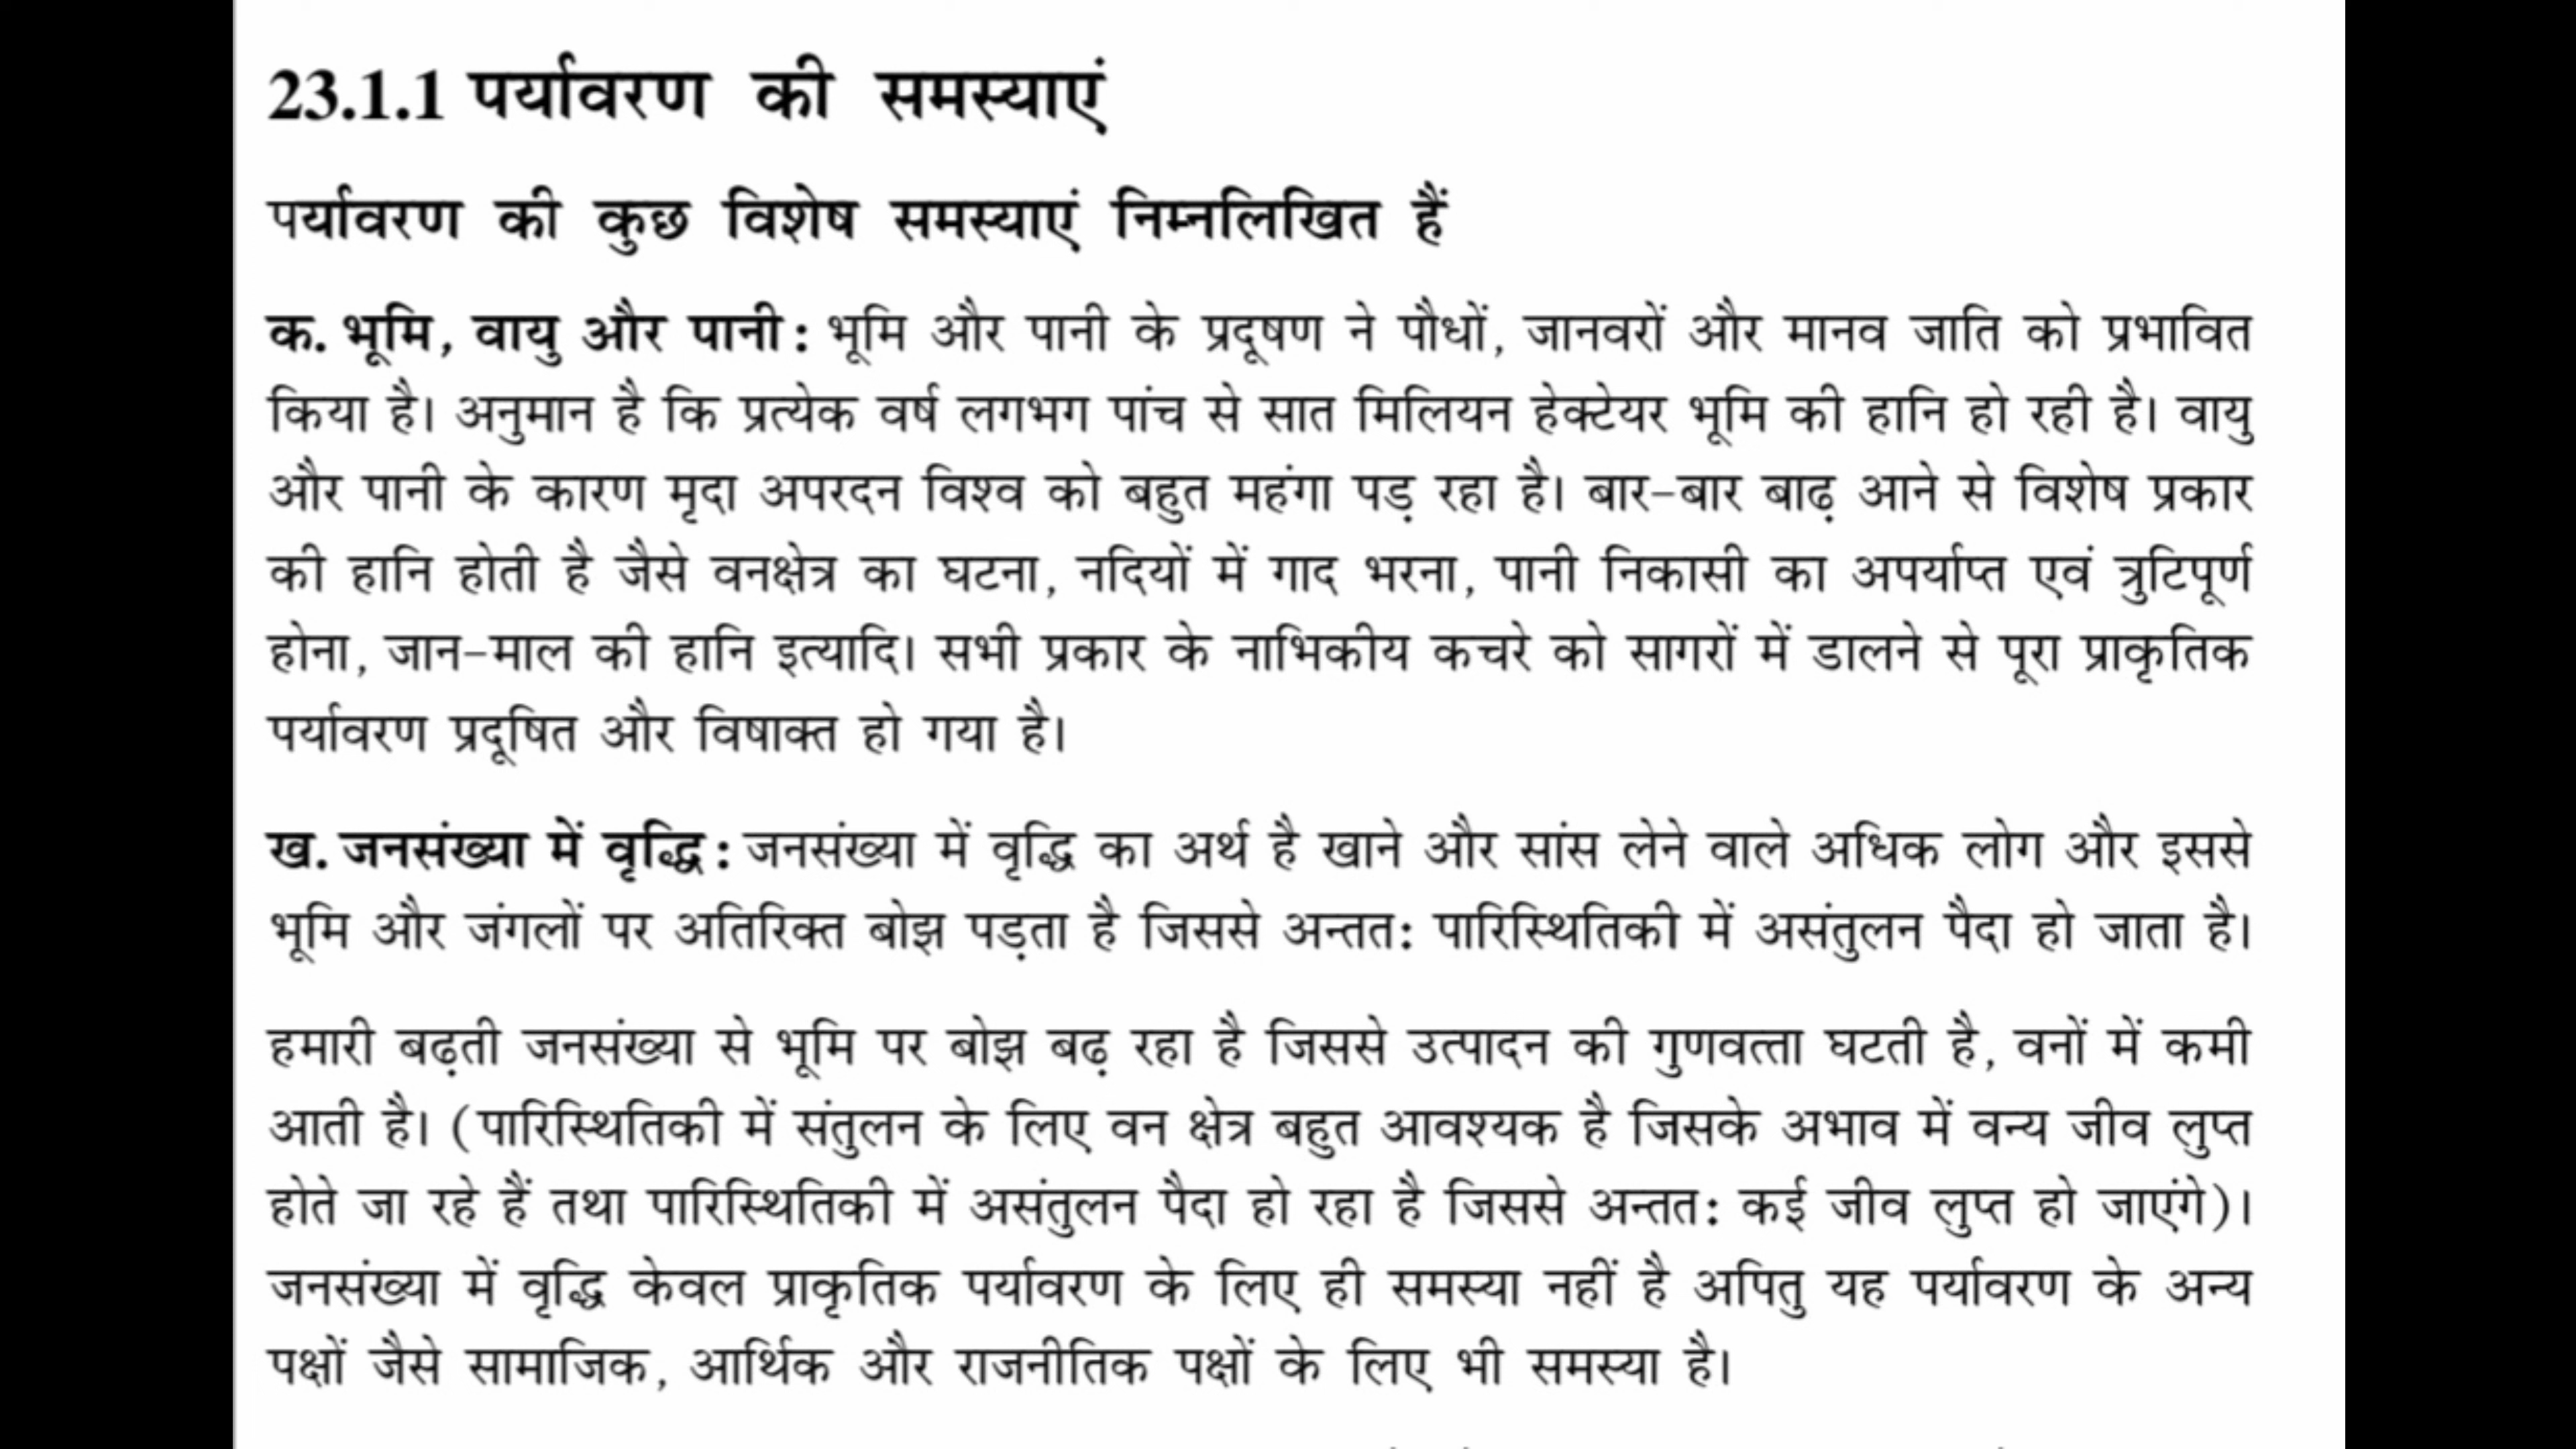 23.1.1 पर्यावरण की समस्याएं
पर्यावरण की कुछ विशेष समस्याएं निम्नलिखित हैं
क. भूमि, वायु और पानी: भूमि और पानी के प्रदूषण ने पौधों, जानवरों और मानव जाति को प्रभावित
किया है। अनुमान है कि प्रत्येक वर्ष लगभग पांच से सात मिलियन हेक्टेयर भूमि की हानि हो रही है। वायु
और पानी के कारण मृदा अपरदन विश्व को बहुत महंगा पड़ रहा है। बार-बार बाढ़ आने से विशेष प्रकार
की हानि होती है जैसे वनक्षेत्र का घटना, नदियों में गाद भरना, पानी निकासी का अपर्याप्त एवं त्रुटिपूर्ण
होना, जान-माल की हानि इत्यादि। सभी प्रकार के नाभिकीय कचरे को सागरों में डालने से पूरा प्राकृतिक
पर्यावरण प्रदूषित और विषाक्त हो गया है।
ख. जनसंख्या में वृद्धि: जनसंख्या में वृद्धि का अर्थ है खाने और सांस लेने वाले अधिक लोग और इससे
भूमि और जंगलों पर अतिरिक्त बोझ पड़ता है जिससे अन्ततः पारिस्थितिकी में असंतुलन पैदा हो जाता है।
हमारी बढ़ती जनसंख्या से भूमि पर बोझ बढ़ रहा है जिससे उत्पादन की गुणवत्ता घटती है, वनों में कमी
आती है। (पारिस्थितिकी में संतुलन के लिए वन क्षेत्र बहुत आवश्यक है जिसके अभाव में वन्य जीव लुप्त
होते जा रहे हैं तथा पारिस्थितिकी में असंतुलन पैदा हो रहा है जिससे अन्ततः कई जीव लुप्त हो जाएंगे)।
जनसंख्या में वृद्धि केवल प्राकृतिक पर्यावरण के लिए ही समस्या नहीं है अपितु यह पर्यावरण के अन्य
पक्षों जैसे सामाजिक, आर्थिक और राजनीतिक पक्षों के लिए भी समस्या है।